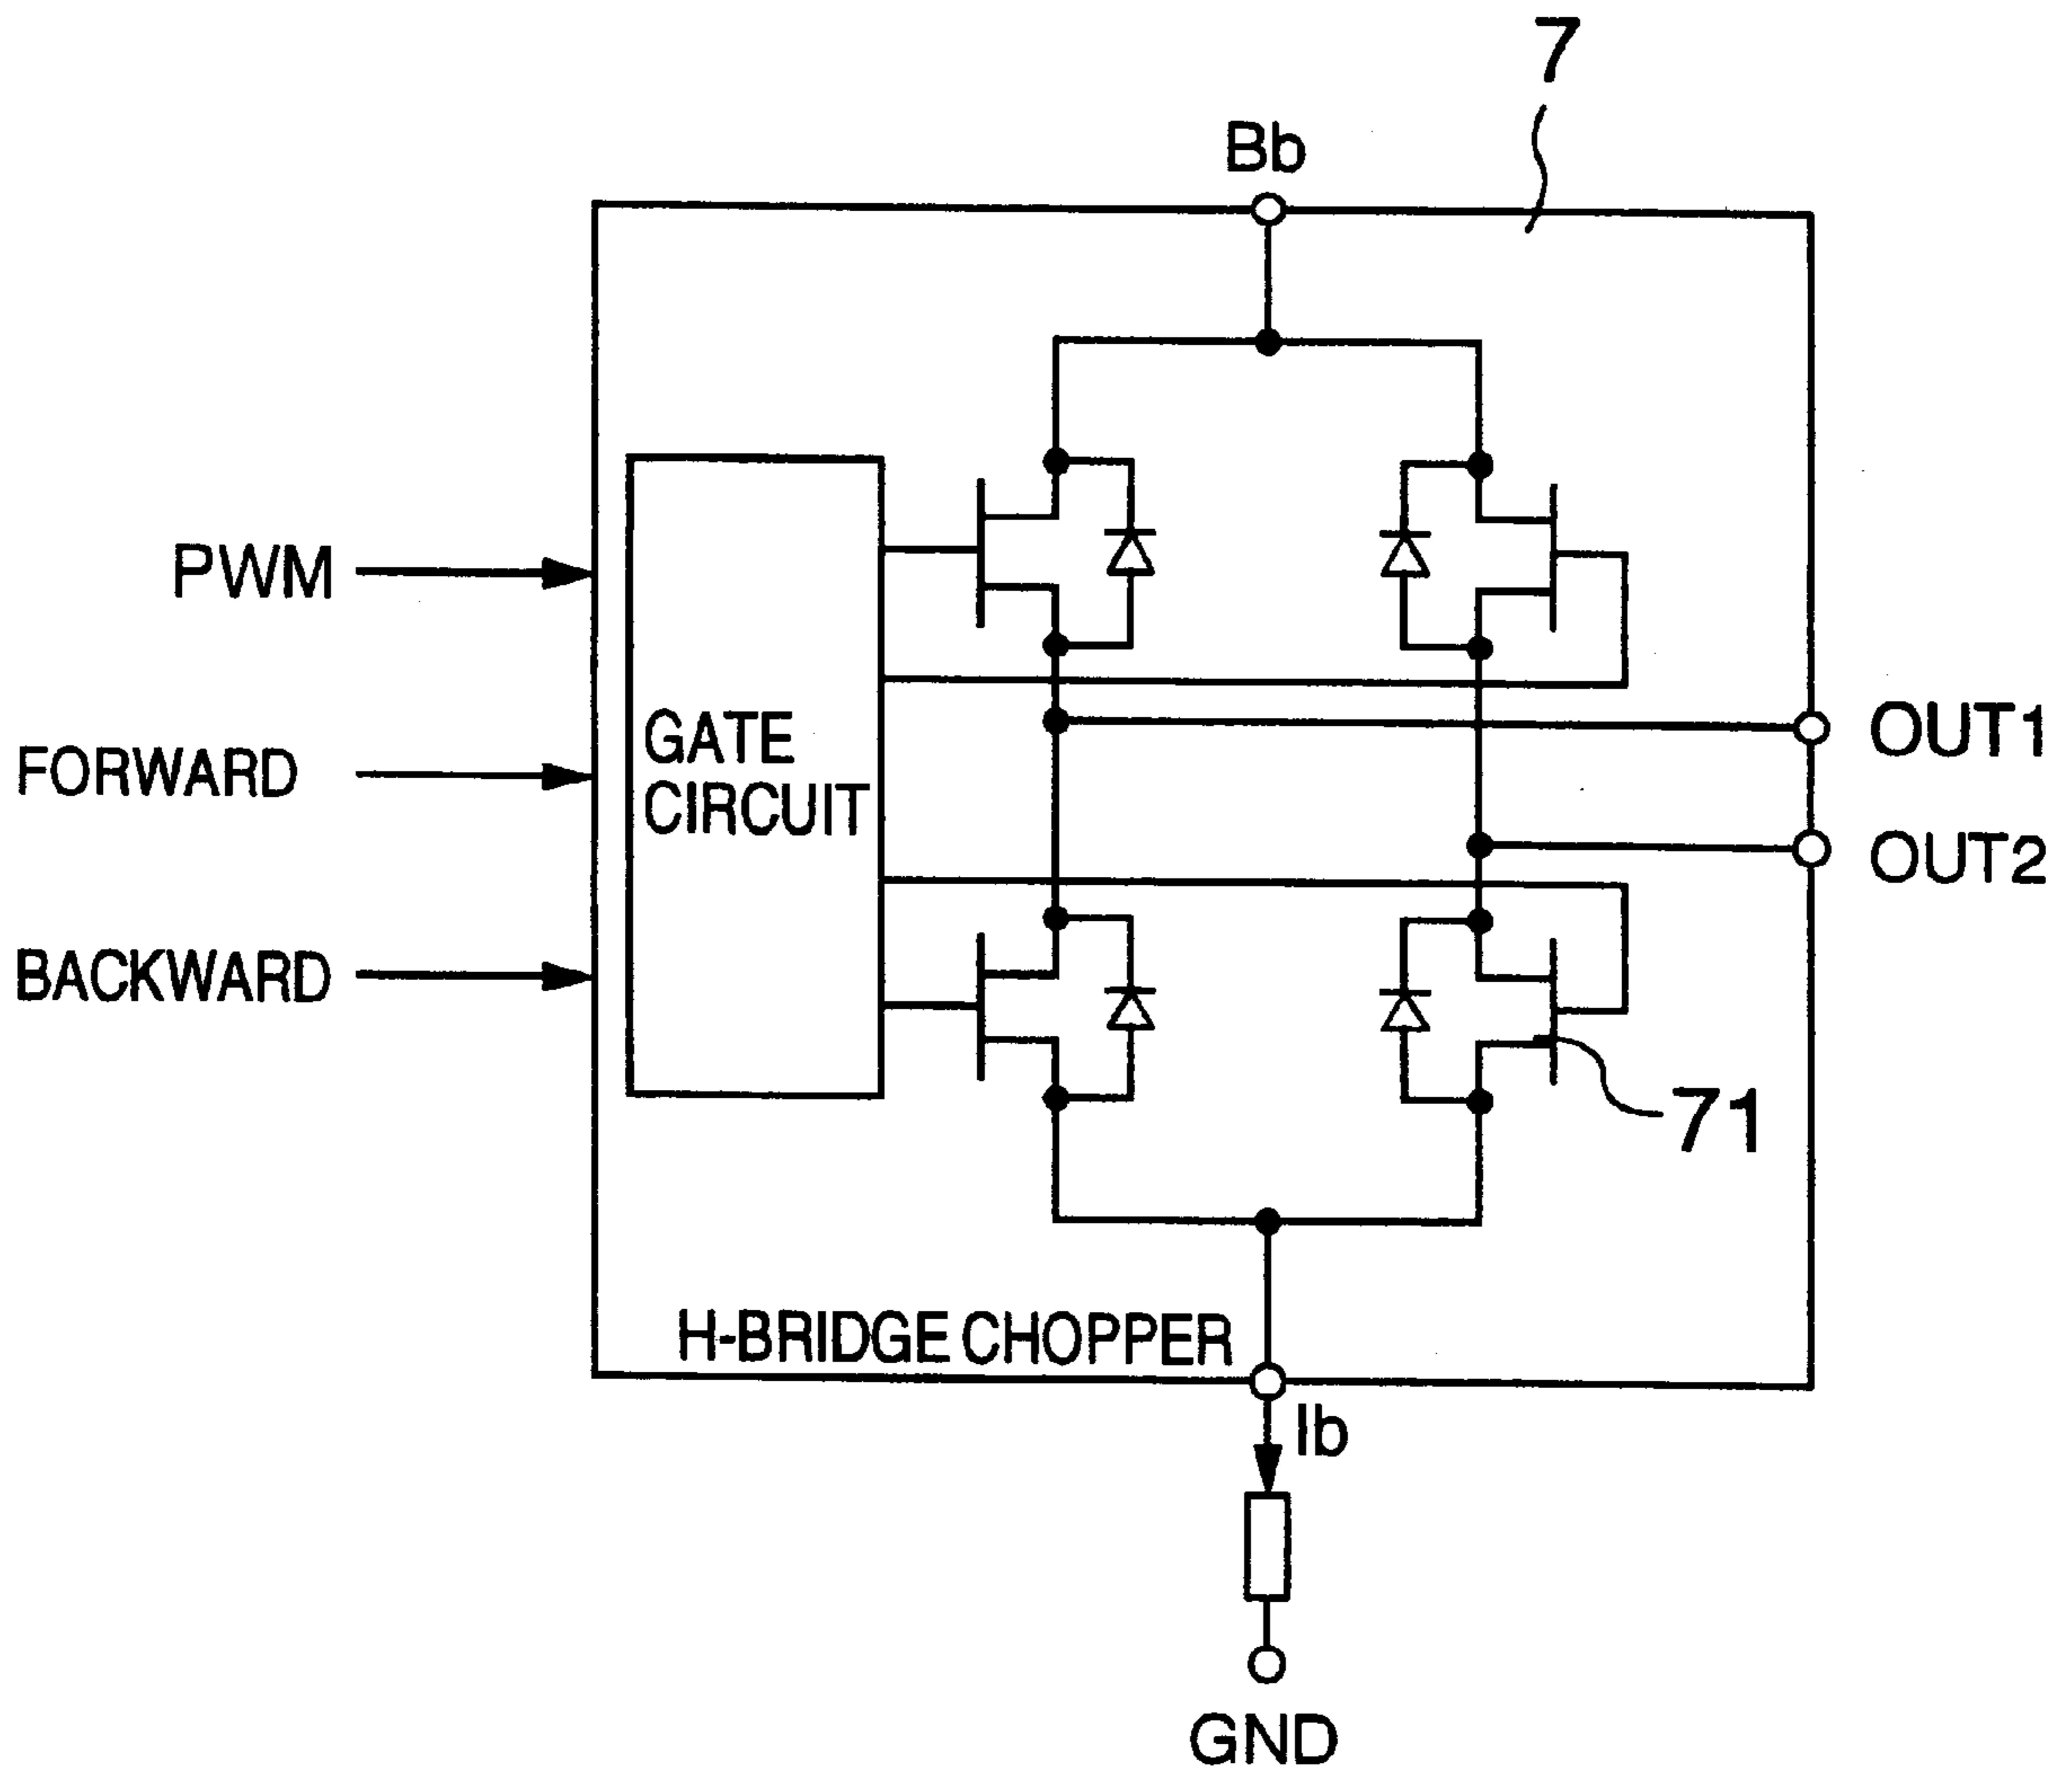 7
Bb
PWM
FORWARD
BACKWARD
GATE
CIRCUIT
OUT1
OUT2
71
H-BRIDGE CHOPPER
Ib
GND